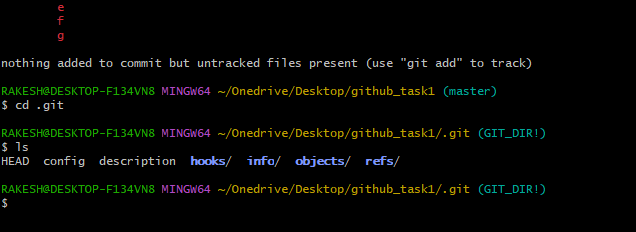 e
f
g
nothing added to commit but untracked files present (use "git add" to track)
RAKESH@DESKTOP-F134VN8 MINGW64 ~/Onedrive/Desktop/github_task1 (master)
$ cd .git
RAKESH@DESKTOP-F134VN8 MINGW64 ~/Onedrive/Desktop/github_task1/.git (GIT_DIR!)
$ ls
HEAD config description hooks/ info/ objects/ refs/
RAKESH@DESKTOP-F134VN8 MINGW64 ~/Onedrive/Desktop/github_task1/.git (GIT_DIR!)
$